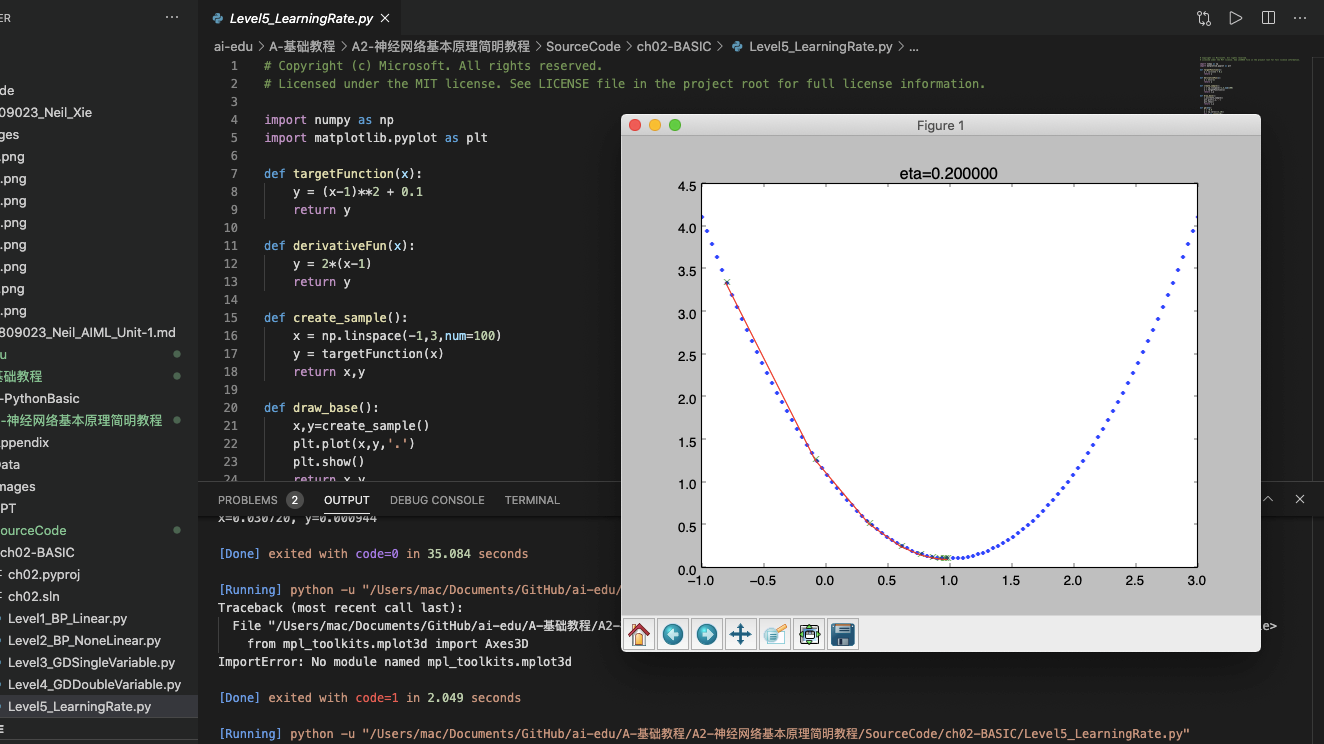 ER
···
Level5_LearningRate.py ×
···
ai-edu > A-基础教程 > A2-神经网络基本原理简明教程 > SourceCode > ch02-BASIC > Level5_LearningRate.py > ...
de
09023_Neil_Xie
ges
.png
.png
.png
.png
.png
.png
.png
.png
809023_Neil_AIML_Unit-1.md
u
基础教程
-PythonBasic
-神经网络基本原理简明教程
ppendix
ata
mages
PT
ourceCode
ch02-BASIC
ch02.pyproj
ch02.sln
Level1_BP_Linear.py
Level2_BP_NoneLinear.py
Level3_GDSingleVariable.py
Level4_GDDoubleVariable.py
Level5_LearningRate.py
E
1 # Copyright (c) Microsoft. All rights reserved.
2 # Licensed under the MIT license. See LICENSE file in the project root for full license information.
3
4 import numpy as np
5 import matplotlib.pyplot as plt
6
7 def targetFunction(x):
8 y = (x-1)**2 + 0.1
9 return y
10
11 def derivativeFun(x):
12 y = 2*(x-1)
13 return y
14
15 def create_sample():
16 x = np.linspace(-1,3,num=100)
17 y = targetFunction(x)
18 return x,y
19
20 def draw_base():
21 x,y=create_sample()
22 plt.plot(x,y,'.')
23 plt.show()
24 return x,y
Figure 1
eta=0.200000
4.5
4.0
3.5
3.0
2.5
2.0
1.5
1.0
0.5
0.0
−1.0 −0.5 0.0 0.5 1.0 1.5 2.0 2.5 3.0
PROBLEMS 2 OUTPUT DEBUG CONSOLE TERMINAL
x=0.030720, y=0.000944
[Done] exited with code=0 in 35.084 seconds
[Running] python -u "/Users/mac/Documents/GitHub/ai-edu/
Traceback (most recent call last):
File "/Users/mac/Documents/GitHub/ai-edu/A-基础教程/A2- e>
from mpl_toolkits.mplot3d import Axes3D
ImportError: No module named mpl_toolkits.mplot3d
[Done] exited with code=1 in 2.049 seconds
[Running] python -u "/Users/mac/Documents/GitHub/ai-edu/A-基础教程/A2-神经网络基本原理简明教程/SourceCode/ch02-BASIC/Level5_LearningRate.py"